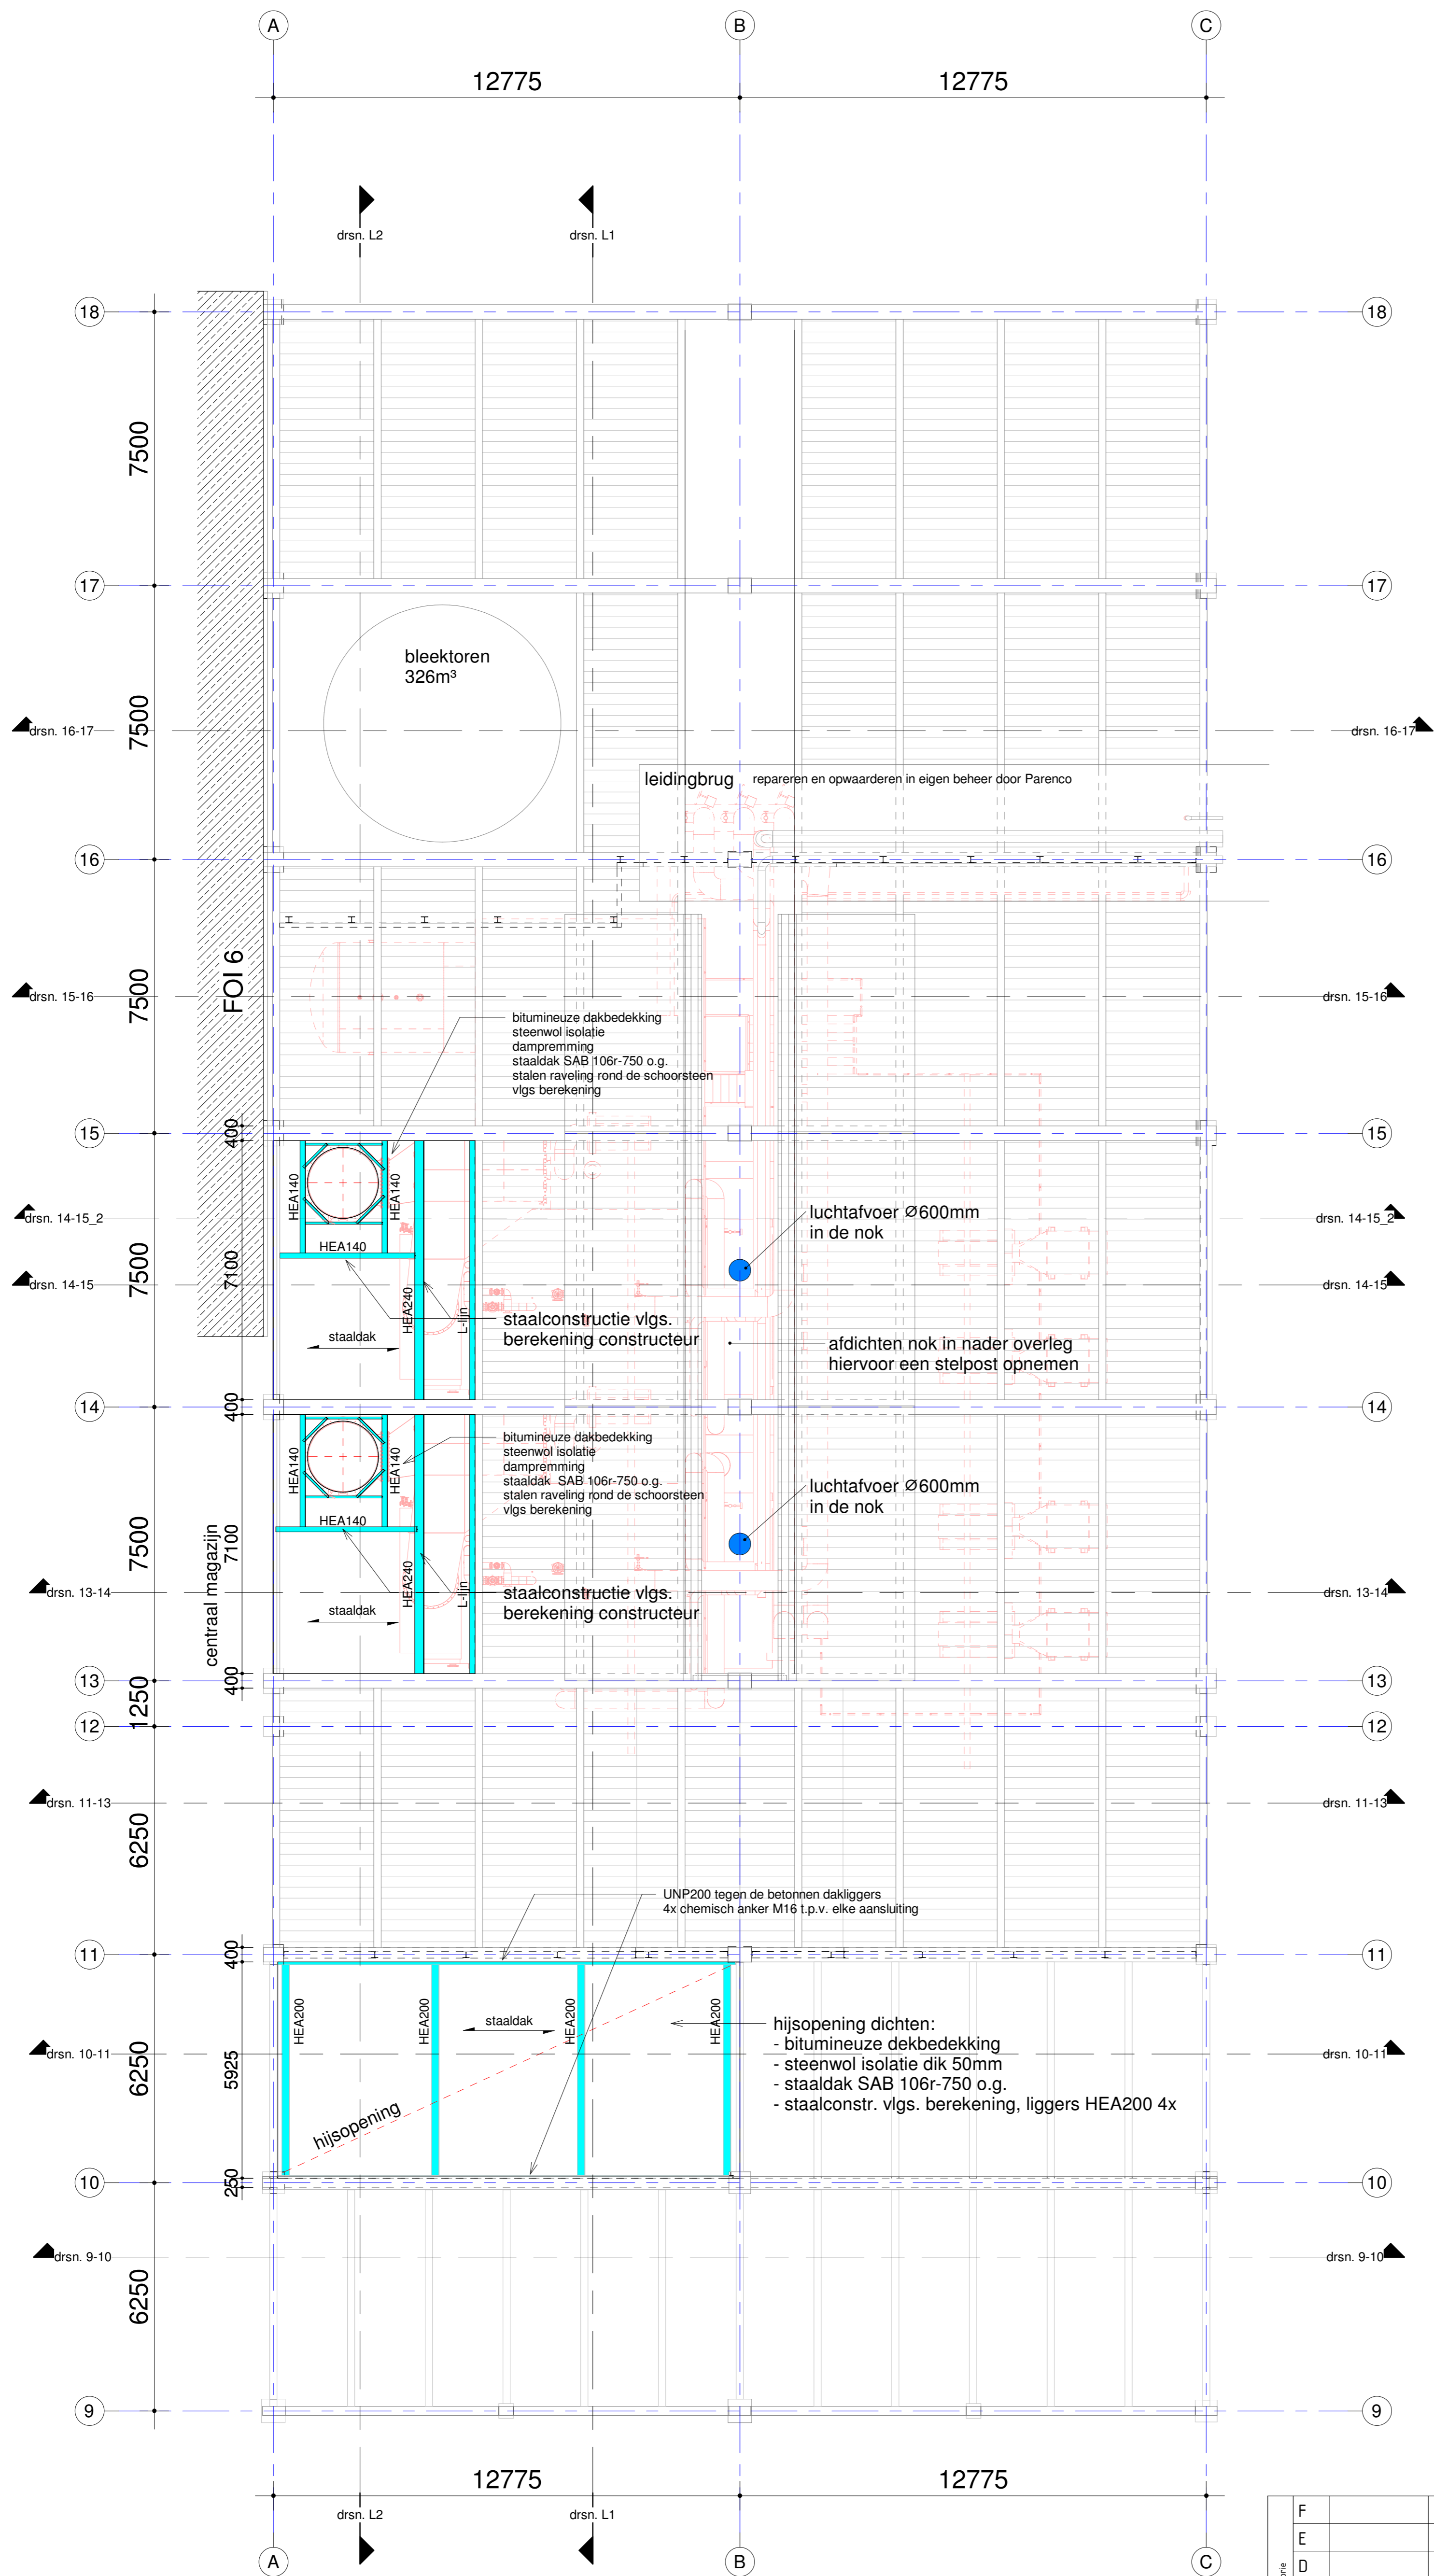 A
B
C
12775
12775
drsn. L2
drsn. L1
18
18
7500
17
17
bleektoren
326m³
7500
drsn. 16-17
drsn. 16-17
leidingbrug
repareren en opwaarderen in eigen beheer door Parenco
16
16
FOI 6
7500
drsn. 15-16
drsn. 15-16
bitumineuze dakbedekking
steenwol isolatie
dampremming
staaldak SAB 106r-750 o.g.
stalen raveling rond de schoorsteen
vlgs berekening
15
400
15
HEA140
HEA140
drsn. 14-15_2
drsn. 14-15_2
luchtafvoer Ø600mm
in de nok
HEA140
7500
7100
drsn. 14-15
drsn. 14-15
HEA240
L-lijn
staalconstructie vlgs.
berekening constructeur
staaldak
afdichten nok in nader overleg
hiervoor een stelpost opnemen
14
400
14
HEA140
HEA140
bitumineuze dakbedekking
steenwol isolatie
dampremming
staaldak SAB 106r-750 o.g.
stalen raveling rond de schoorsteen
vlgs berekening
luchtafvoer Ø600mm
in de nok
HEA140
7500
centraal magazijn
7100
drsn. 13-14
drsn. 13-14
HEA240
L-lijn
staalconstructie vlgs.
berekening constructeur
staaldak
13
400
13
1250
12
12
drsn. 11-13
drsn. 11-13
6250
UNP200 tegen de betonnen dakliggers
4x chemisch anker M16 t.p.v. elke aansluiting
11
400
11
HEA200
HEA200
HEA200
HEA200
staaldak
hijsopening dichten:
- bitumineuze dekbedekking
- steenwol isolatie dik 50mm
- staaldak SAB 106r-750 o.g.
- staalconstr. vlgs. berekening, liggers HEA200 4x
drsn. 10-11
drsn. 10-11
6250
5925
hijsopening
10
250
10
drsn. 9-10
drsn. 9-10
6250
9
9
12775
12775
drsn. L2
drsn. L1
A
B
C
F
E
D